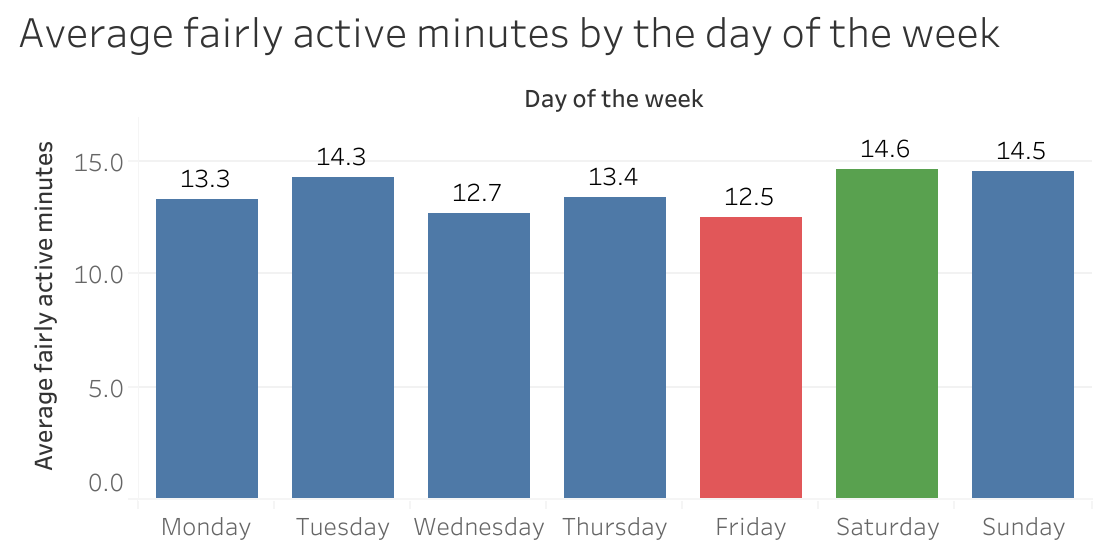 Average fairly active minutes by the day of the week
Day of the week
Average fairly active minutes
15.0
10.0
5.0
0.0
13.3
14.3
12.7
13.4
12.5
14.6
14.5
Monday
Tuesday
Wednesday
Thursday
Friday
Saturday
Sunday